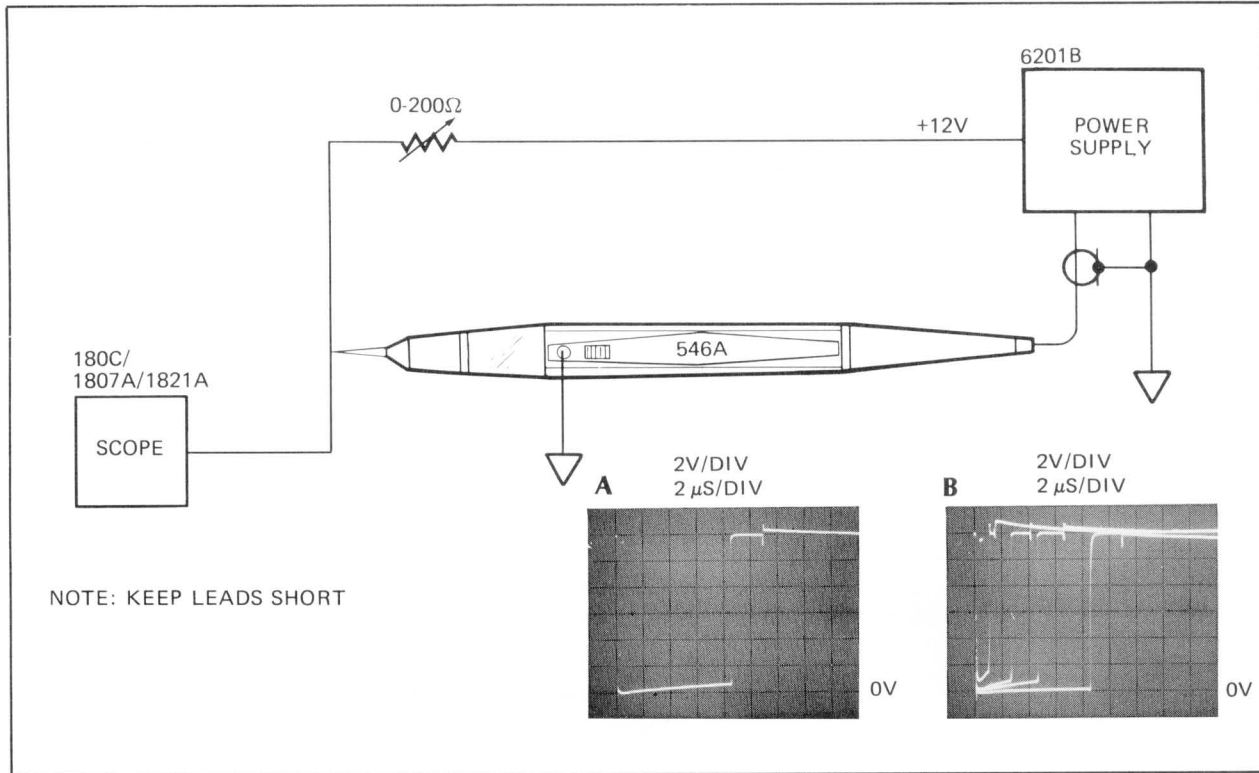 6201B
0-200Ω
+12V
POWER
SUPPLY
546A
180C/
1807A/1821A
SCOPE
2V/DIV
A
2 μS/DIV
2V/DIV
B
2 μS/DIV
NOTE: KEEP LEADS SHORT
0V
0V